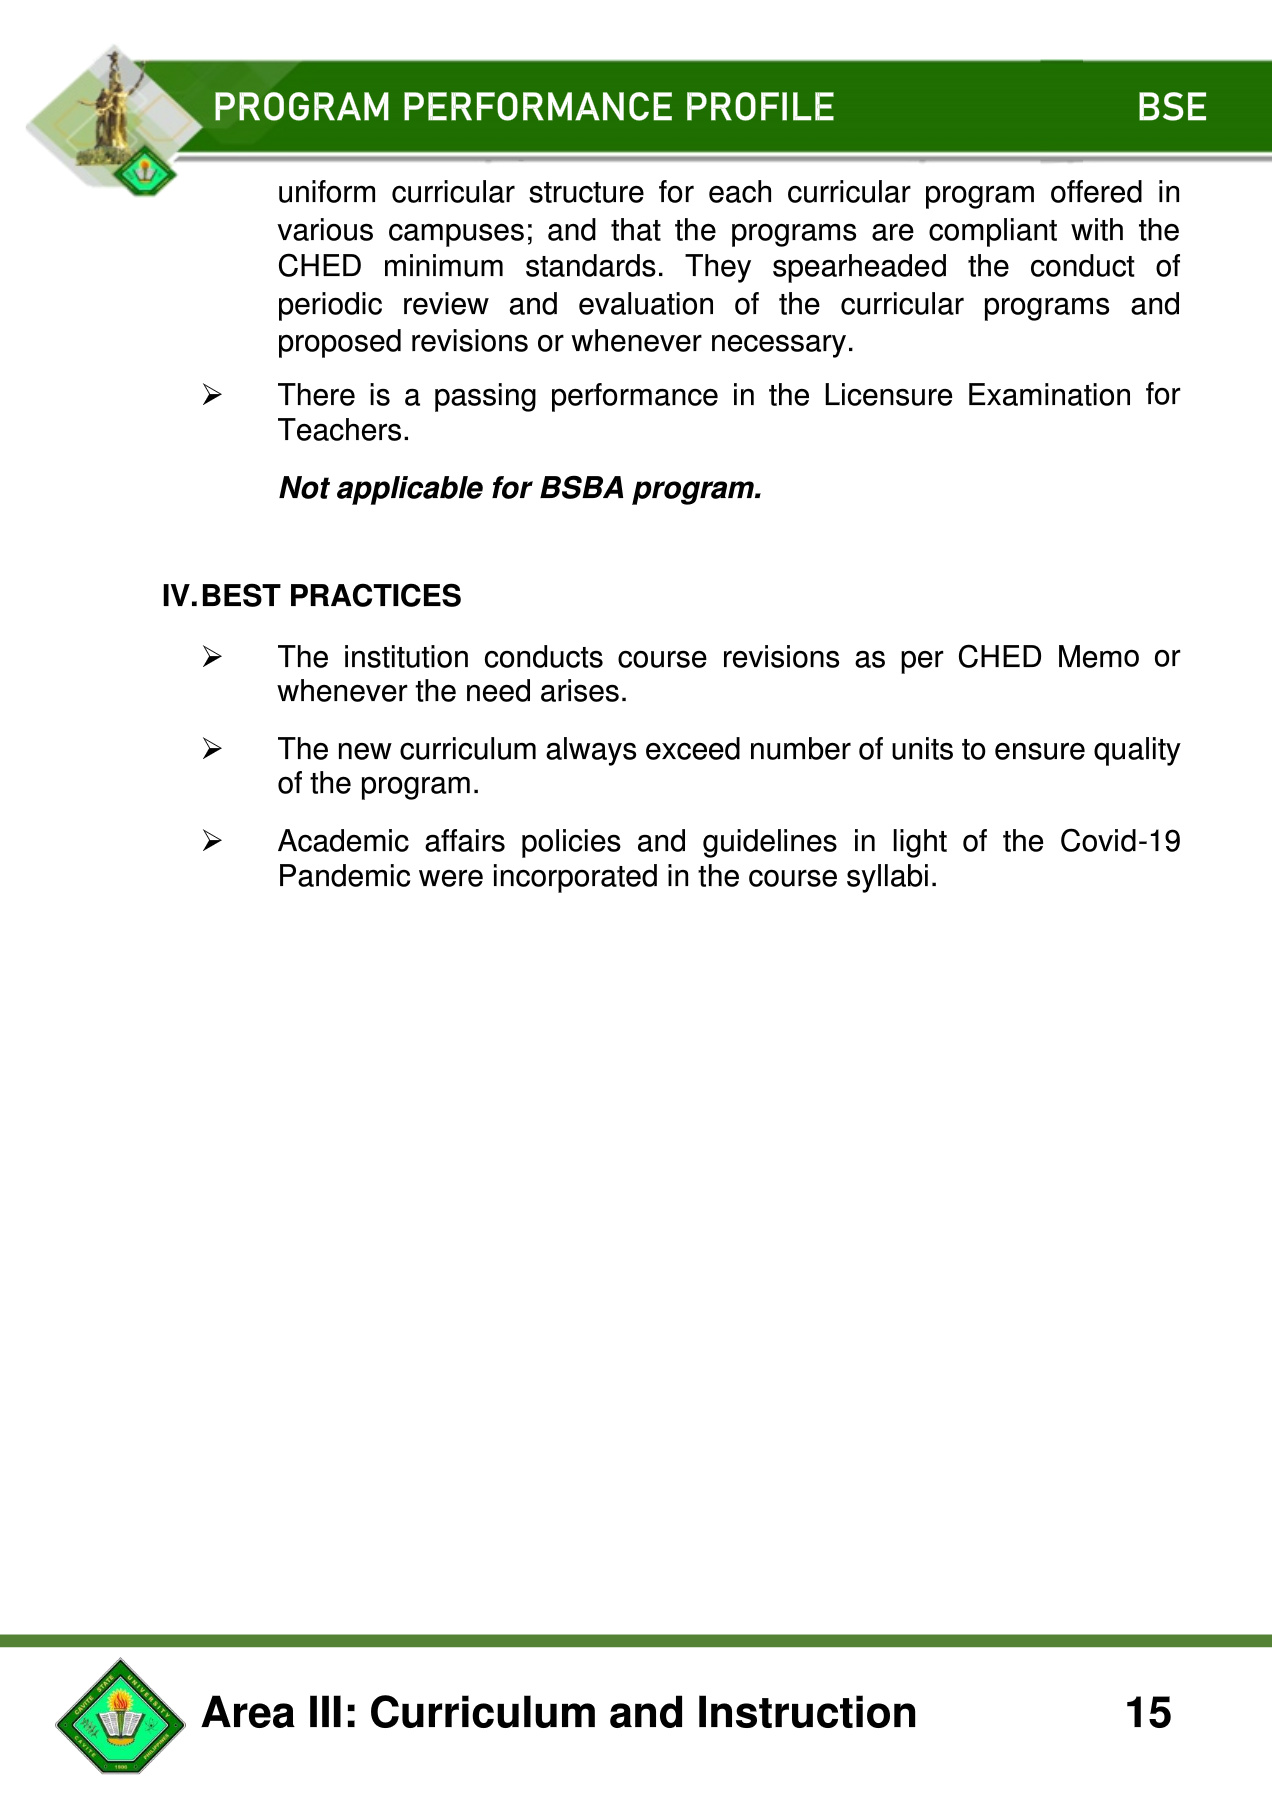 PROGRAM PERFORMANCE PROFILE BSE
uniform curricular structure for each curricular program offered in
various campuses; and that the programs are compliant with the
CHED minimum standards. They spearheaded the conduct of
periodic review and evaluation of the curricular programs and
proposed revisions or whenever necessary.
➢ There is a passing performance in the Licensure Examination for
Teachers.
Not applicable for BSBA program.
IV. BEST PRACTICES
➢ The institution conducts course revisions as per CHED Memo or
whenever the need arises.
➢ The new curriculum always exceed number of units to ensure quality
of the program.
➢ Academic affairs policies and guidelines in light of the Covid-19
Pandemic were incorporated in the course syllabi.
CAVITE STATE UNIVERSITY
CAVITE
PHILIPPINES
1906
Area III: Curriculum and Instruction 15